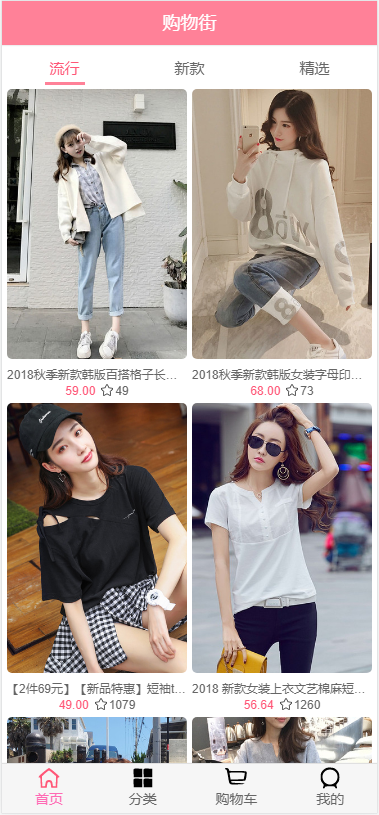 购物街
流行 新款 精选
2018秋季新款韩版百搭格子长… 2018秋季新款韩版女装字母印…
59.00 49 68.00 73
【2件69元】【新品特惠】短袖t… 2018 新款女装上衣文艺棉麻短…
49.00 1079 56.64 1260
首页 分类 购物车 我的